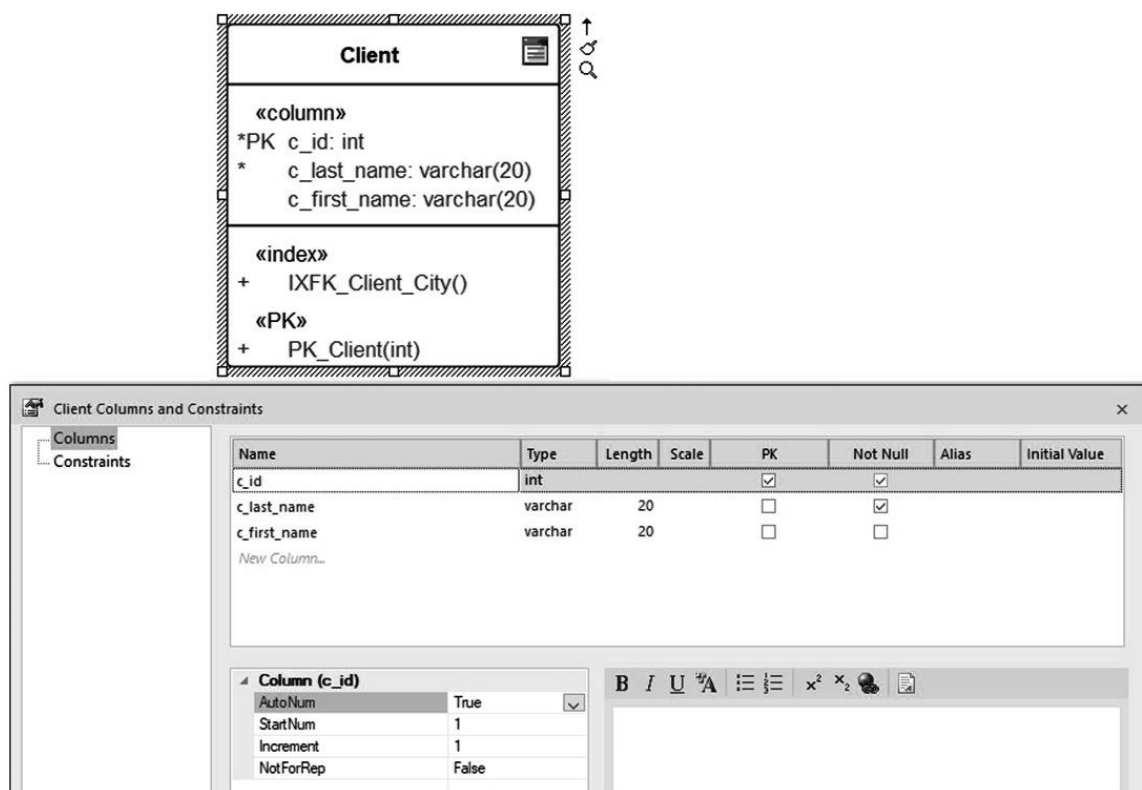 Client
«column»
*PK c_id: int
* c_last_name: varchar(20)
c_first_name: varchar(20)
«index»
+ IXFK_Client_City()
«PK»
+ PK_Client(int)
Client Columns and Constraints
Columns
Constraints
Name Type Length Scale PK Not Null Alias Initial Value
c_id int
c_last_name varchar 20
c_first_name varchar 20
New Column...
Column (c_id)
AutoNum True
StartNum 1
Increment 1
NotForRep False
B I U A x² x₂